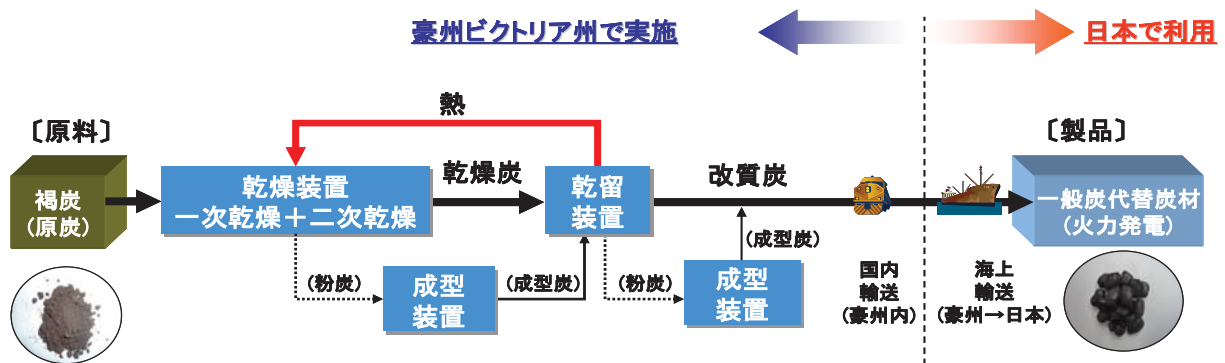 豪州ビクトリア州で実施
日本で利用
熱
〔原料〕
〔製品〕
褐炭
(原炭)
乾燥装置
一次乾燥＋二次乾燥
乾燥炭
乾留
装置
改質炭
一般炭代替炭材
(火力発電)
(粉炭)
成型
装置
(成型炭)
(粉炭)
成型
装置
(成型炭)
国内
輸送
(豪州内)
海上
輸送
(豪州→日本)